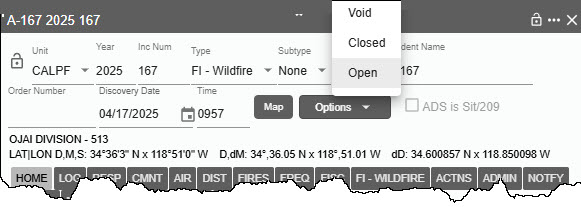 A-167 2025 167
Void
Closed
Open
Unit Year Inc Num Type Subtype dent Name
CALPF 2025 167 FI - Wildfire None 167
Order Number Discovery Date Time
04/17/2025 0957 Map Options ADS is Sit/209
OJAI DIVISION - 513
LAT|LON D,M,S: 34°36'3" N x 118°51'0" W D,dM: 34°,36.05 N x 118°,51.01 W dD: 34.600857 N x 118.850098 W
HOME LOG RESP CMNT AIR DIST FIRES FREQ FISC FI - WILDFIRE ACTNS ADMIN NOTFY